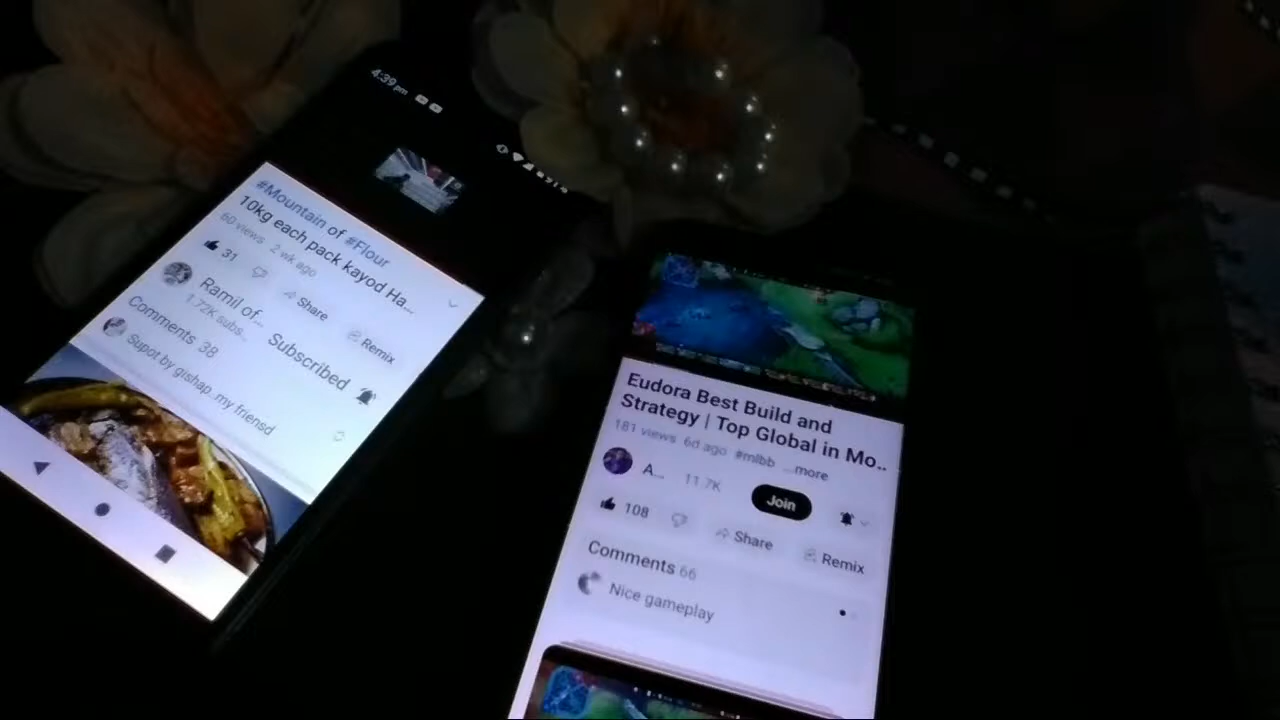 4:39pm
#Mountain of #Flour
10kg each pack kayod Ha...
60 views 2 wk ago
31
Share
Remix
Ramil of...
1.72K subs...
Subscribed
Comments 38
Supot by gishap..my friensd
Eudora Best Build and
Strategy | Top Global in Mo..
181 views 6d ago #mlbb ...more
A... 11.7K
Join
108
Share
Remix
Comments 66
Nice gameplay